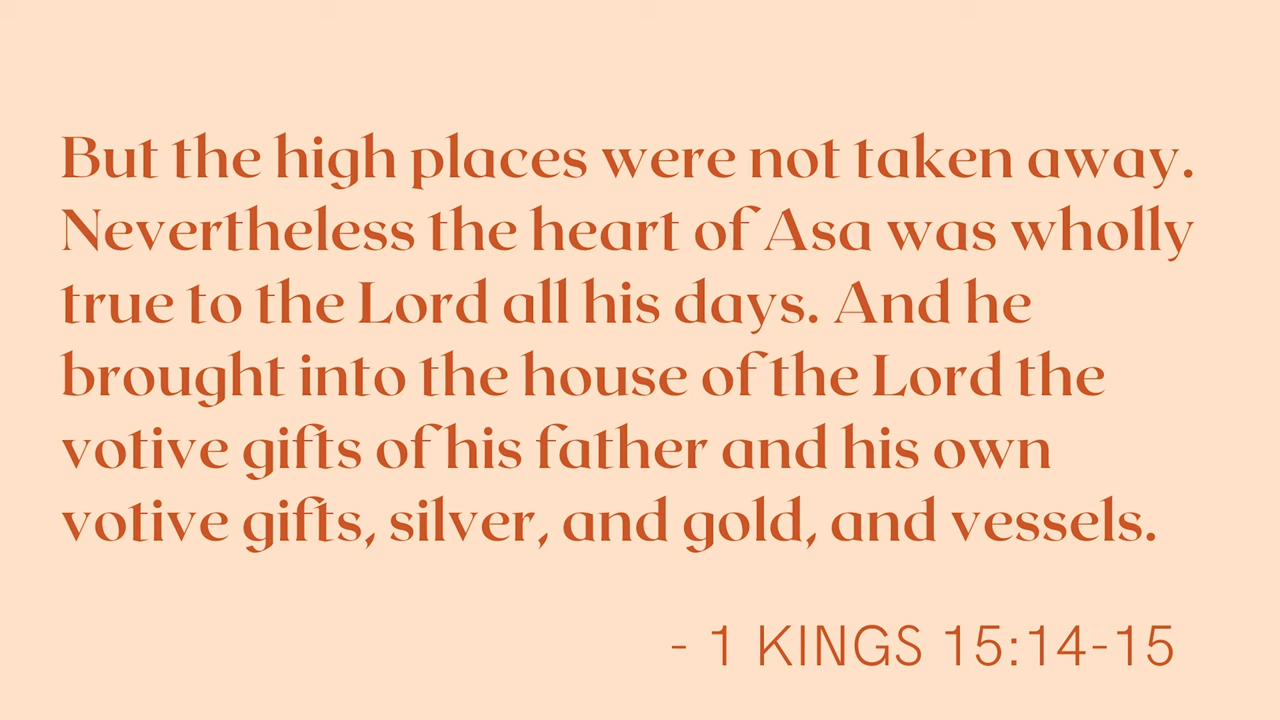 But the high places were not taken away.
Nevertheless the heart of Asa was wholly
true to the Lord all his days. And he
brought into the house of the Lord the
votive gifts of his father and his own
votive gifts, silver, and gold, and vessels.
- 1 KINGS 15:14-15